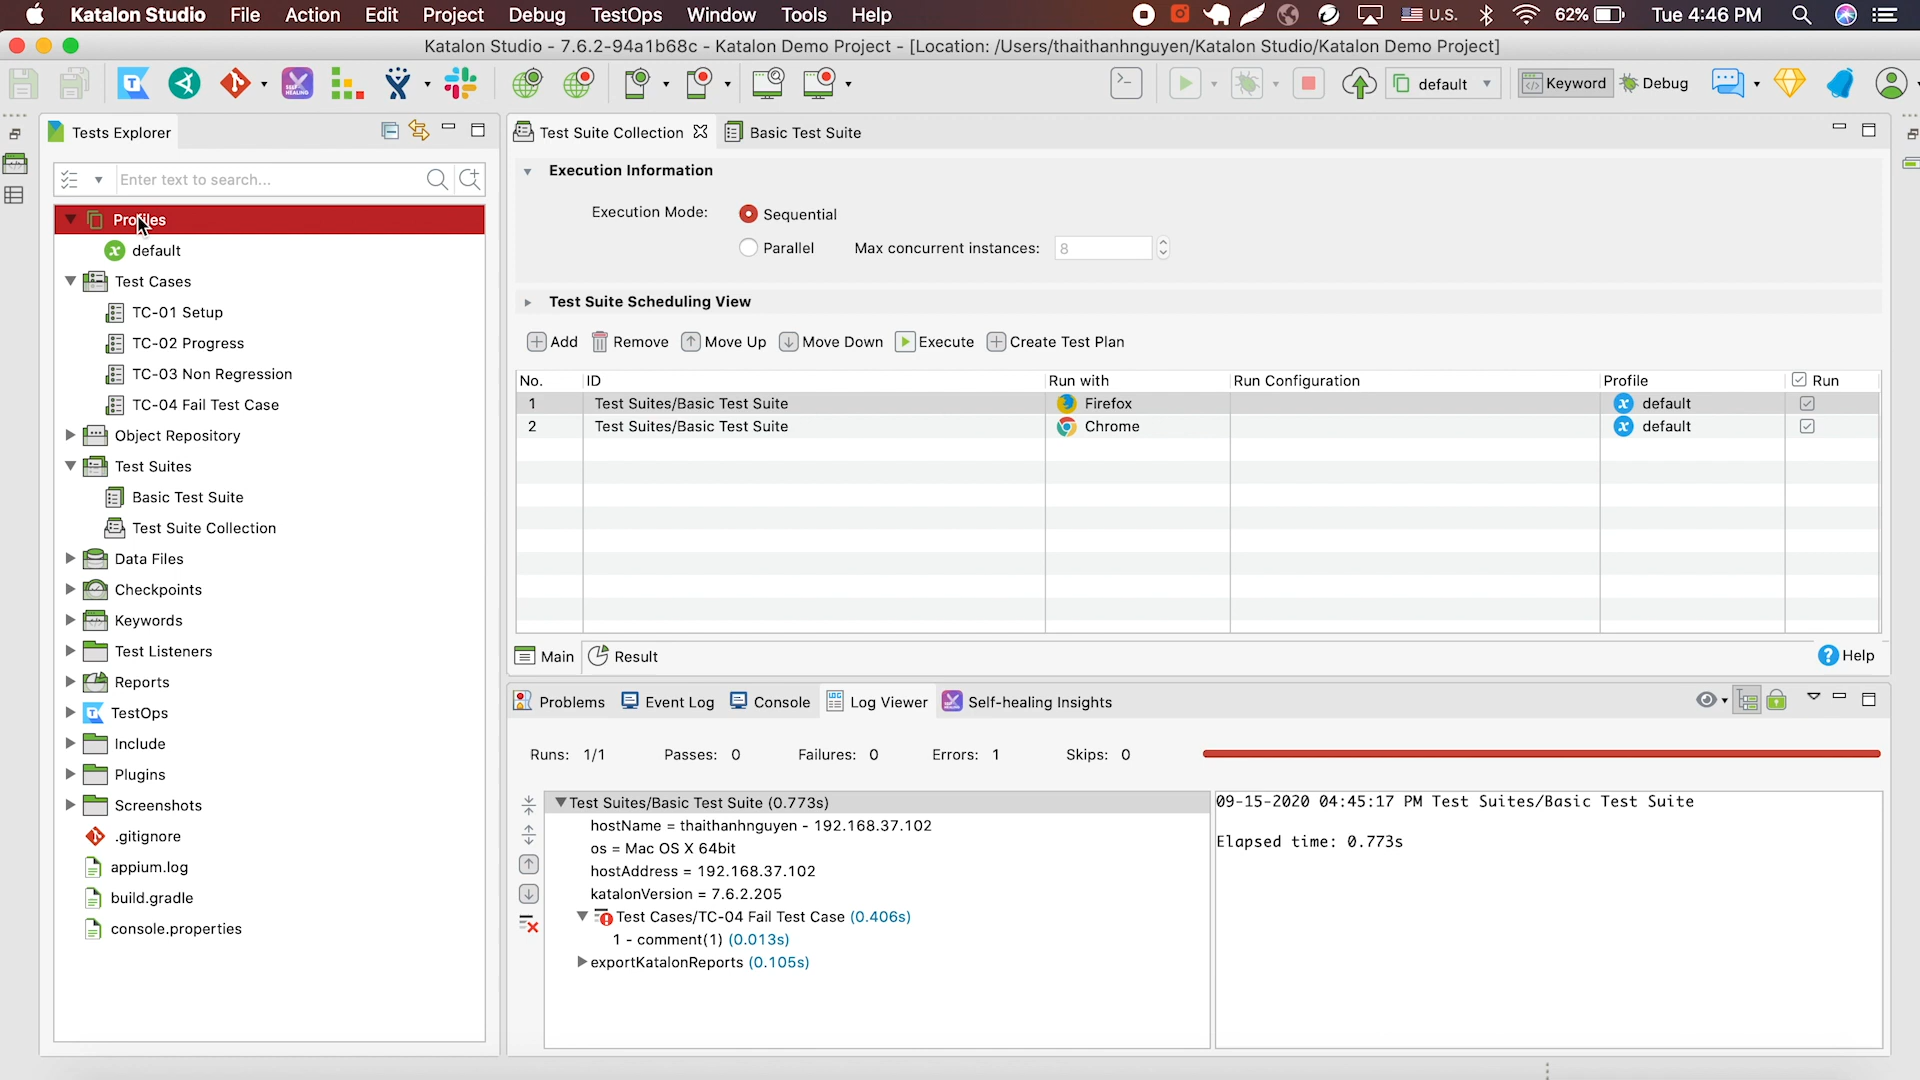 Katalon Studio File Action Edit Project Debug TestOps Window Tools Help U.S. 62% Tue 4:46 PM
Katalon Studio - 7.6.2-94a1b68c - Katalon Demo Project - [Location: /Users/thaithanhnguyen/Katalon Studio/Katalon Demo Project]
default Keyword Debug
Tests Explorer
Enter text to search...
Profiles
default
Test Cases
TC-01 Setup
TC-02 Progress
TC-03 Non Regression
TC-04 Fail Test Case
Object Repository
Test Suites
Basic Test Suite
Test Suite Collection
Data Files
Checkpoints
Keywords
Test Listeners
Reports
TestOps
Include
Plugins
Screenshots
.gitignore
appium.log
build.gradle
console.properties
Test Suite Collection Basic Test Suite
Execution Information
Execution Mode: Sequential
Parallel Max concurrent instances: 8
Test Suite Scheduling View
Add Remove Move Up Move Down Execute Create Test Plan
No. ID Run with Run Configuration Profile Run
1 Test Suites/Basic Test Suite Firefox default
2 Test Suites/Basic Test Suite Chrome default
Main Result Help
Problems Event Log Console Log Viewer Self-healing Insights
Runs: 1/1 Passes: 0 Failures: 0 Errors: 1 Skips: 0
Test Suites/Basic Test Suite (0.773s)
hostName = thaithanhnguyen - 192.168.37.102
os = Mac OS X 64bit
hostAddress = 192.168.37.102
katalonVersion = 7.6.2.205
Test Cases/TC-04 Fail Test Case (0.406s)
1 - comment(1) (0.013s)
exportKatalonReports (0.105s)
09-15-2020 04:45:17 PM Test Suites/Basic Test Suite
Elapsed time: 0.773s